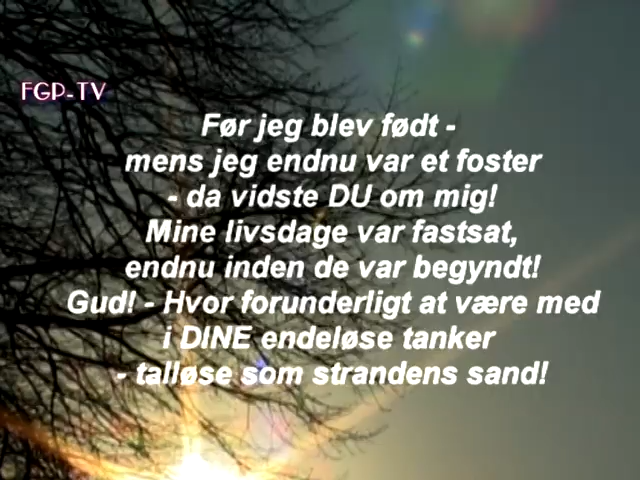 FGP-TV
Før jeg blev født -
mens jeg endnu var et foster
- da vidste DU om mig!
Mine livsdage var fastsat,
endnu inden de var begyndt!
Gud! - Hvor forunderligt at være med
i DINE endeløse tanker
- talløse som strandens sand!